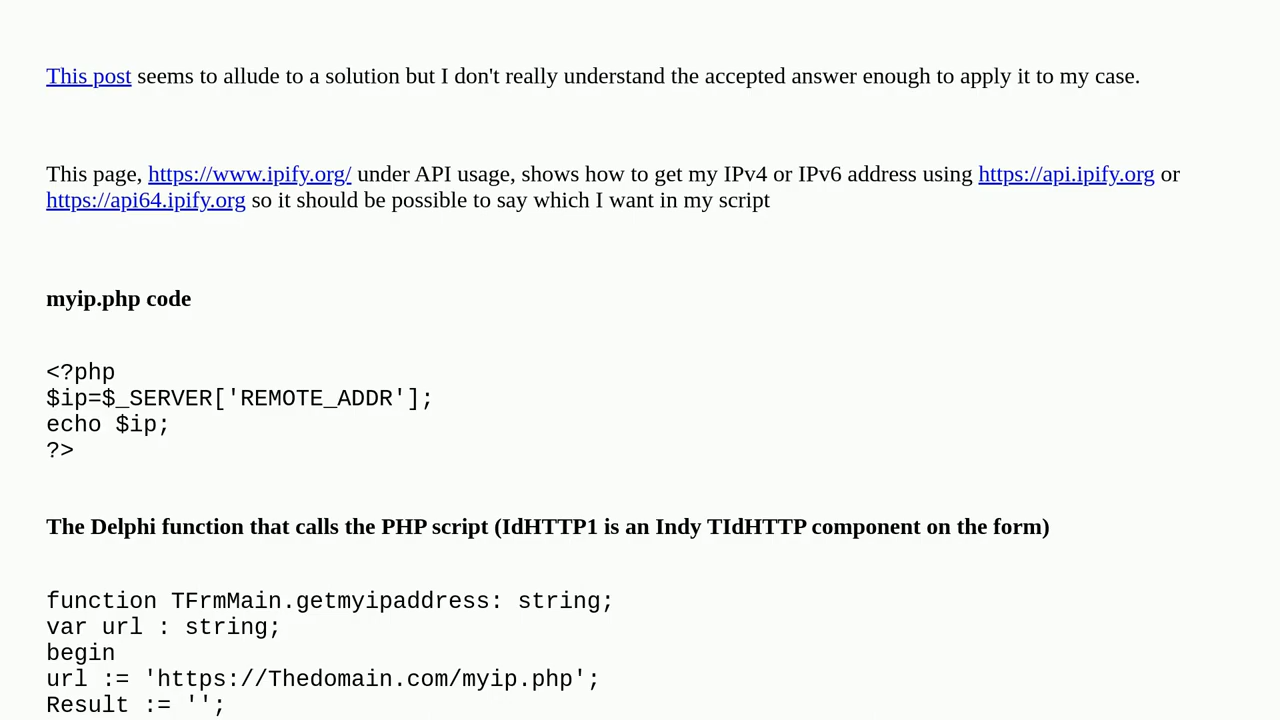 This post seems to allude to a solution but I don't really understand the accepted answer enough to apply it to my case.
This page, https://www.ipify.org/ under API usage, shows how to get my IPv4 or IPv6 address using https://api.ipify.org or
https://api64.ipify.org so it should be possible to say which I want in my script
myip.php code
<?php
$ip=$_SERVER['REMOTE_ADDR'];
echo $ip;
?>
The Delphi function that calls the PHP script (IdHTTP1 is an Indy TIdHTTP component on the form)
function TFrmMain.getmyipaddress: string;
var url : string;
begin
url := 'https://Thedomain.com/myip.php';
Result := '';